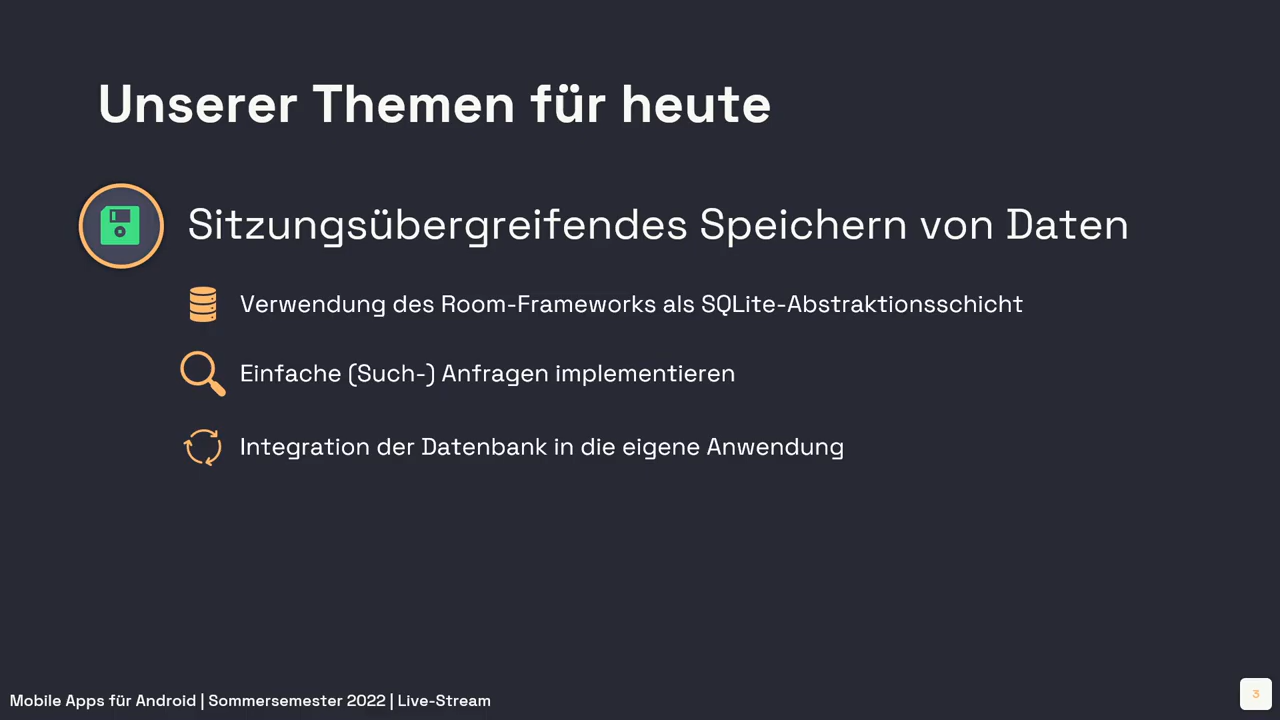 Unserer Themen für heute
Sitzungsübergreifendes Speichern von Daten
Verwendung des Room-Frameworks als SQLite-Abstraktionsschicht
Einfache (Such-) Anfragen implementieren
Integration der Datenbank in die eigene Anwendung
Mobile Apps für Android | Sommersemester 2022 | Live-Stream
3